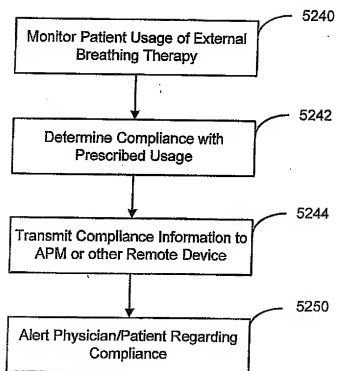 5240
Monitor Patient Usage of External
Breathing Therapy
5242
Determine Compliance with
Prescribed Usage
5244
Transmit Compliance Information to
APM or other Remote Device
5250
Alert Physician/Patient Regarding
Compliance